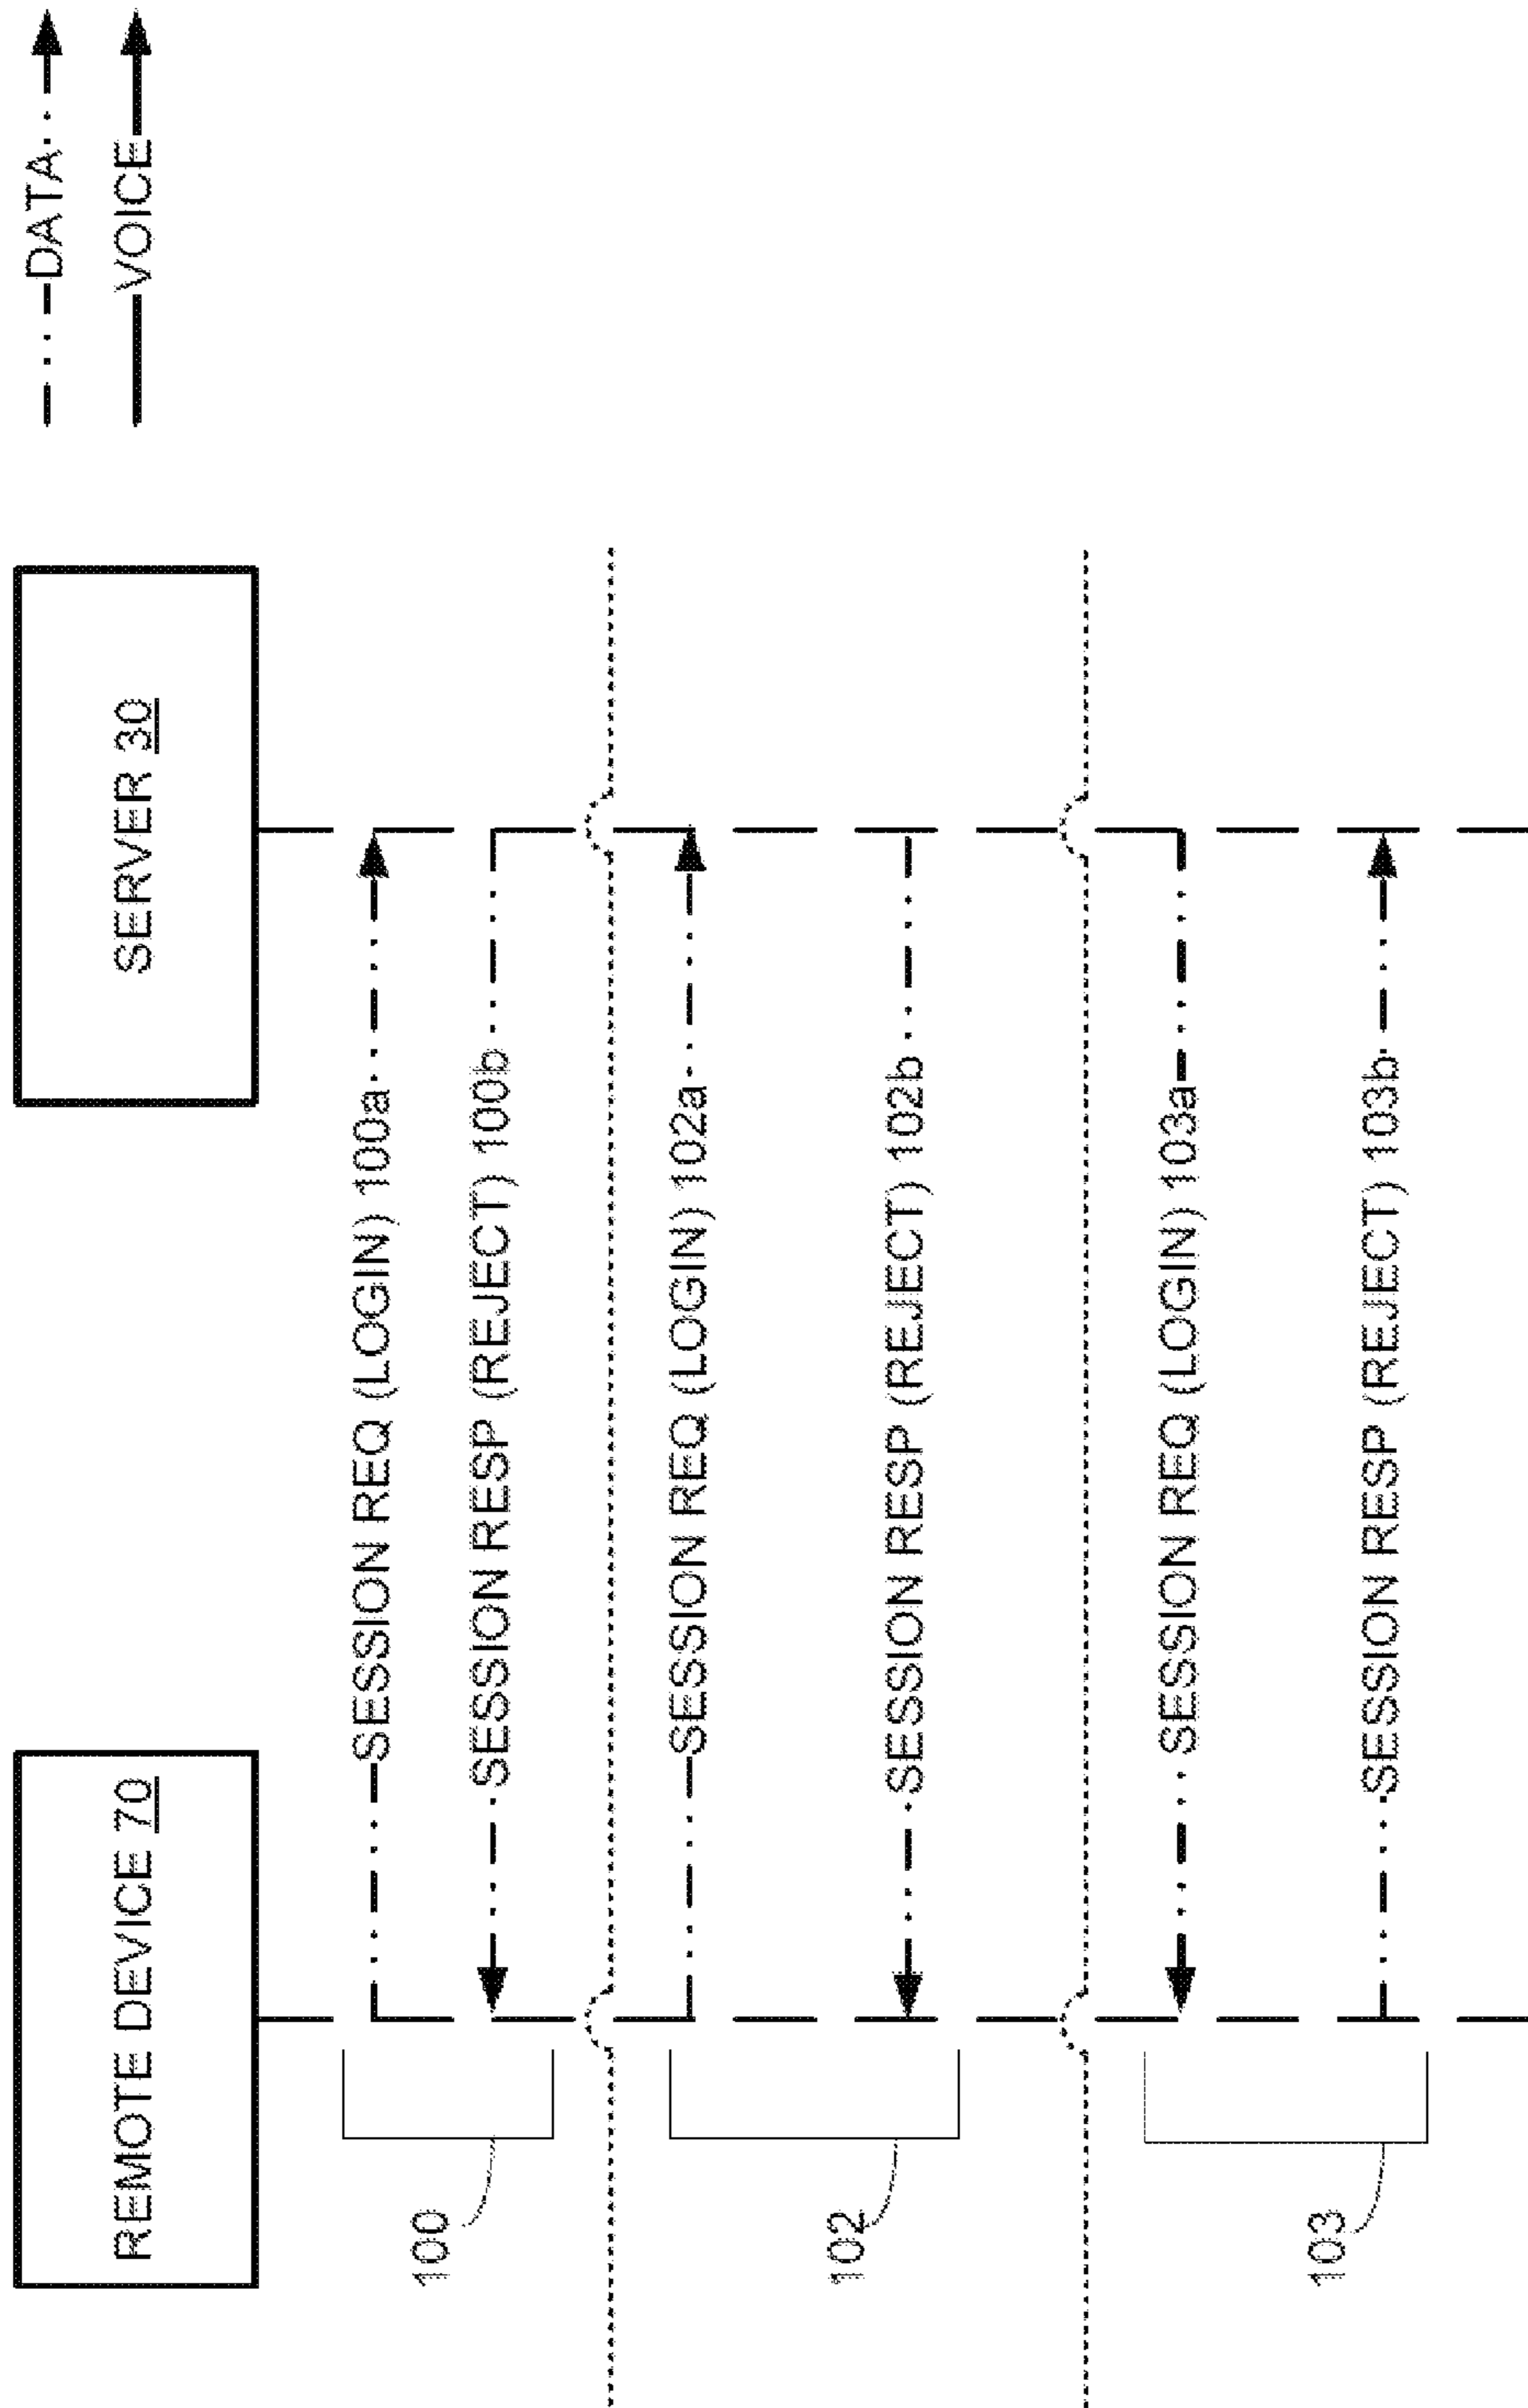 DATA
VOICE
REMOTE DEVICE 70
SERVER 30
100
SESSION REQ (LOGIN) 100a
SESSION RESP (REJECT) 100b
102
SESSION REQ (LOGIN) 102a
SESSION RESP (REJECT) 102b
103
SESSION REQ (LOGIN) 103a
SESSION RESP (REJECT) 103b